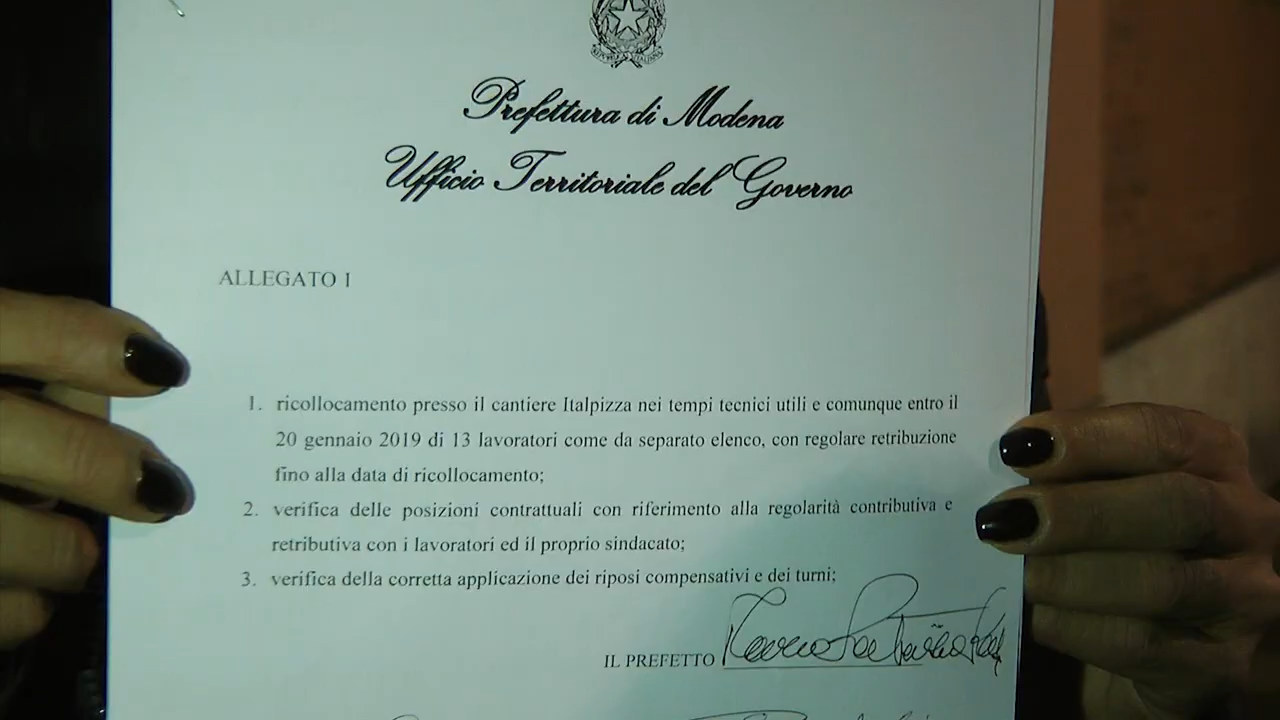 REPVBBLICA ITALIANA
Prefettura di Modena
Ufficio Territoriale del Governo
ALLEGATO 1
1. ricollocamento presso il cantiere Italpizza nei tempi tecnici utili e comunque entro il
20 gennaio 2019 di 13 lavoratori come da separato elenco, con regolare retribuzione
fino alla data di ricollocamento;
2. verifica delle posizioni contrattuali con riferimento alla regolarità contributiva e
retributiva con i lavoratori ed il proprio sindacato;
3. verifica della corretta applicazione dei riposi compensativi e dei turni;
IL PREFETTO